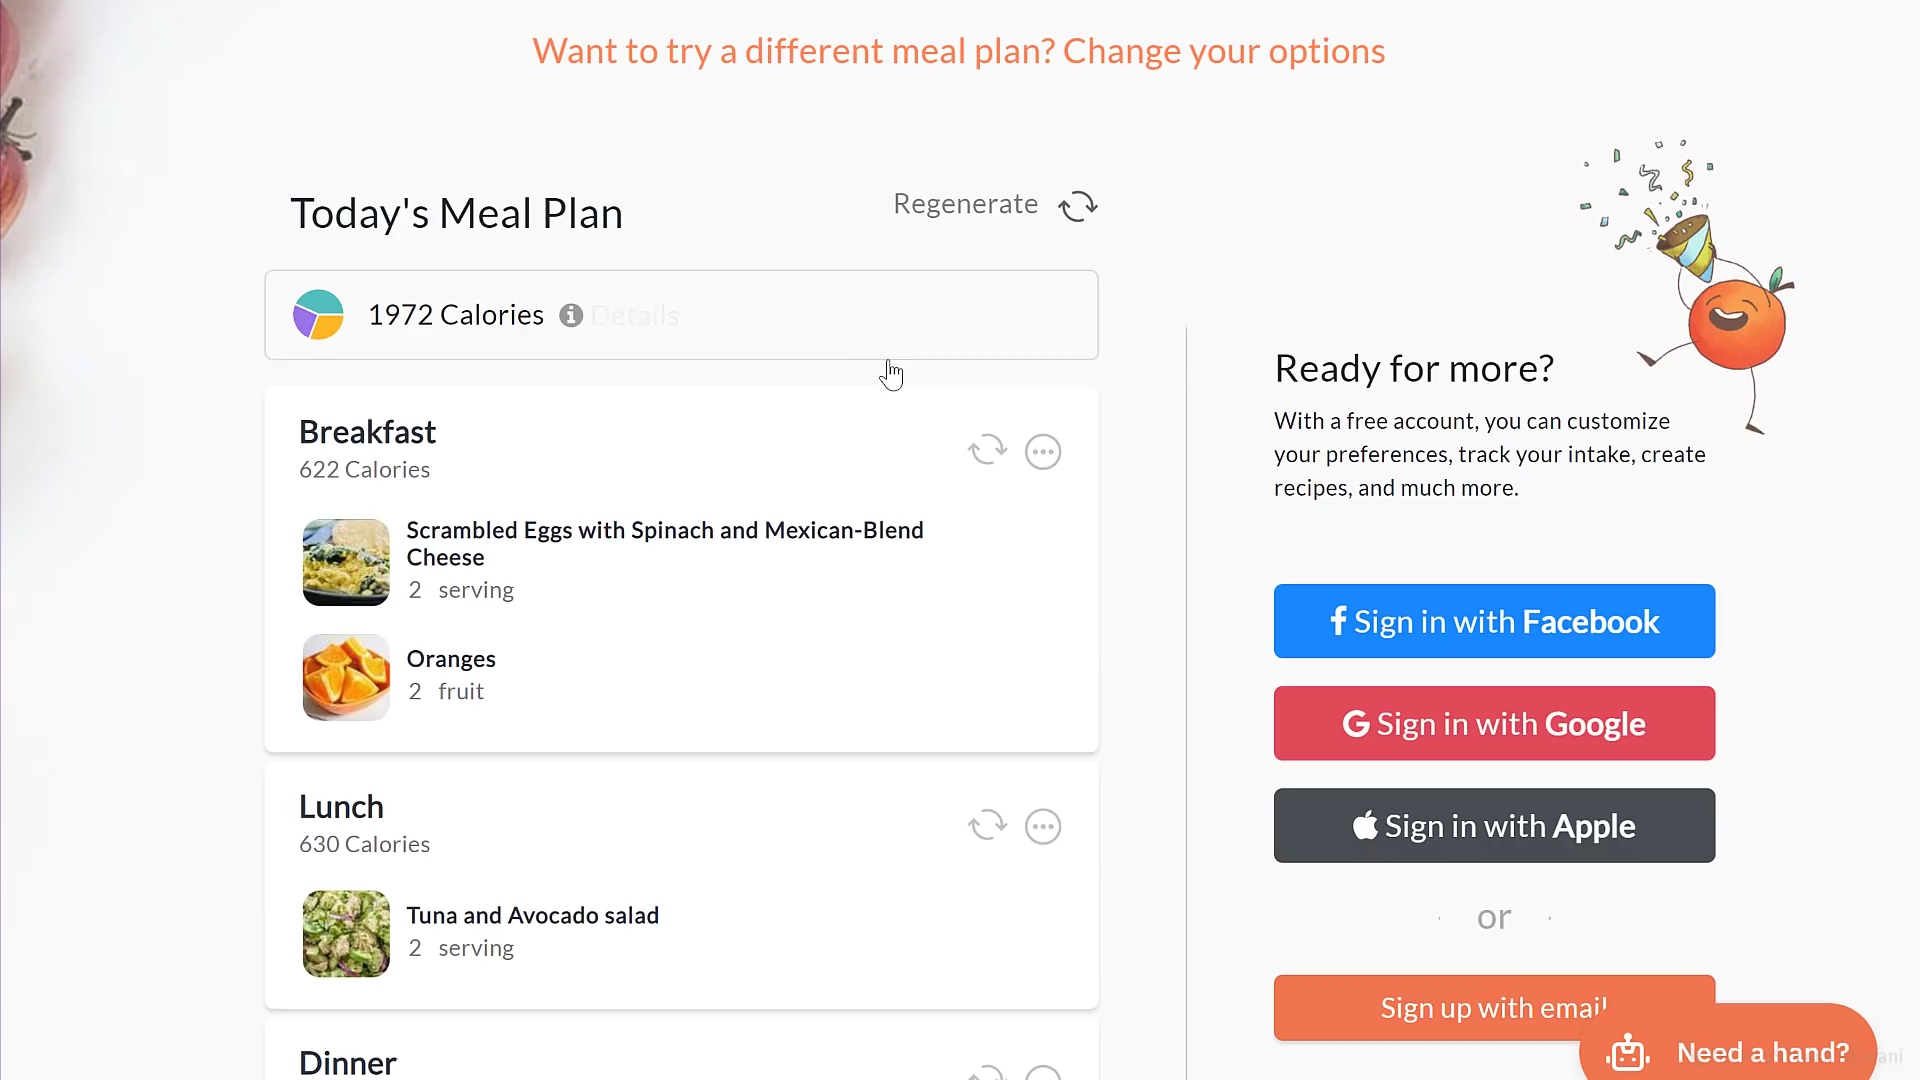 Want to try a different meal plan? Change your options
Today's Meal Plan
Regenerate
1972 Calories
Details
Breakfast
622 Calories
Scrambled Eggs with Spinach and Mexican-Blend
Cheese
2 serving
Oranges
2 fruit
Lunch
630 Calories
Tuna and Avocado salad
2 serving
Dinner
Ready for more?
With a free account, you can customize
your preferences, track your intake, create
recipes, and much more.
Sign in with Facebook
Sign in with Google
Sign in with Apple
or
Sign up with email
Need a hand?